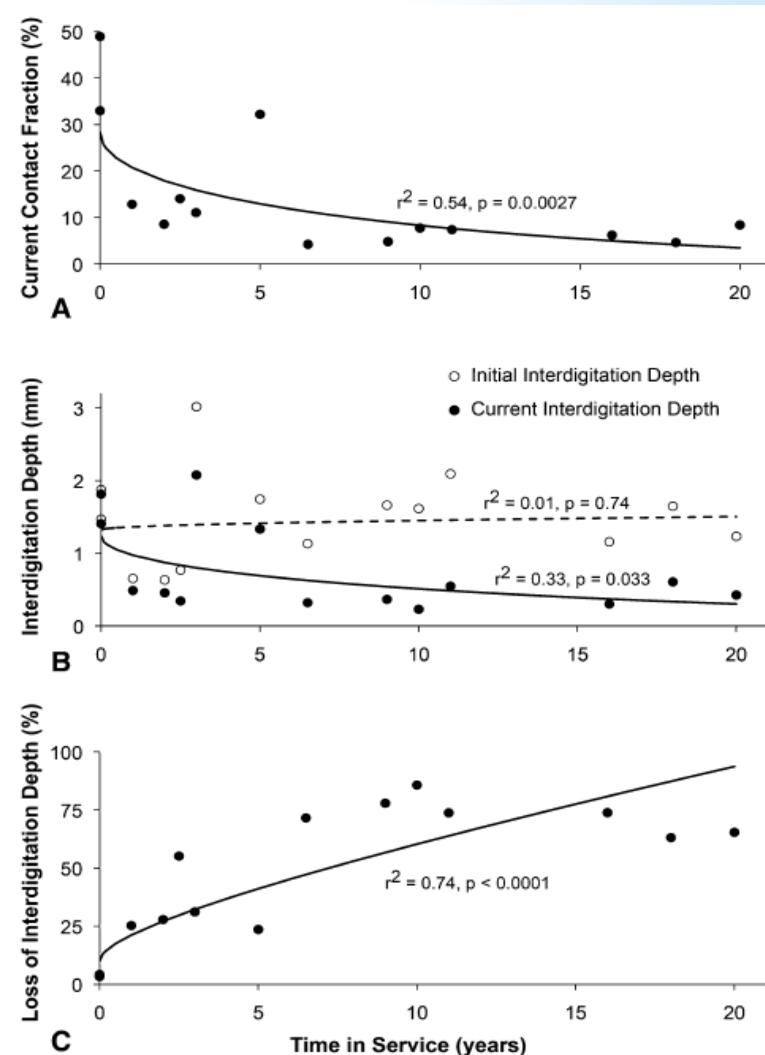 Current Contact Fraction (%)
50
40
30
20
10
0
r2 = 0.54, p = 0.0.0027
0 5 10 15 20
A
Interdigitation Depth (mm)
Initial Interdigitation Depth
Current Interdigitation Depth
3
2
1
0
r2 = 0.01, p = 0.74
r2 = 0.33, p = 0.033
0 5 10 15 20
B
Loss of Interdigitation Depth (%)
100
75
50
25
0
r2 = 0.74, p < 0.0001
0 5 10 15 20
C
Time in Service (years)